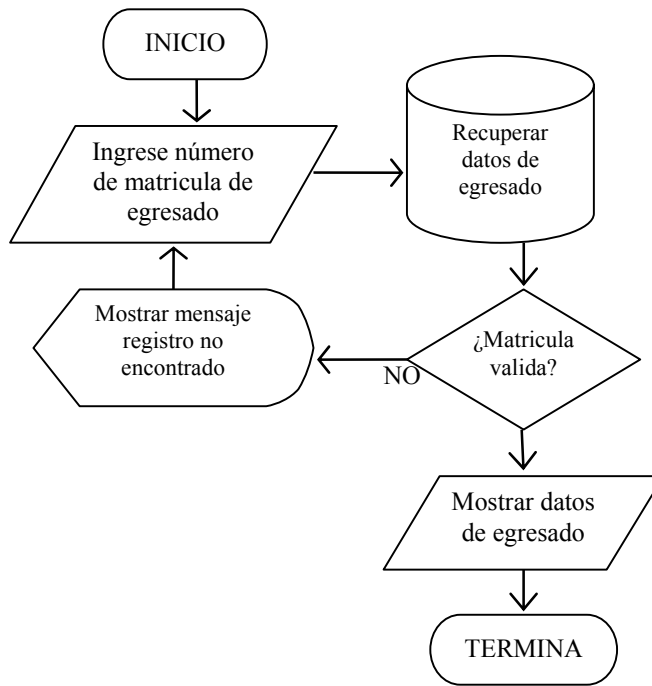 INICIO
Ingrese número
de matricula de
egresado
Recuperar
datos de
egresado
¿Matricula
valida?
NO
Mostrar mensaje
registro no
encontrado
Mostrar datos
de egresado
TERMINA